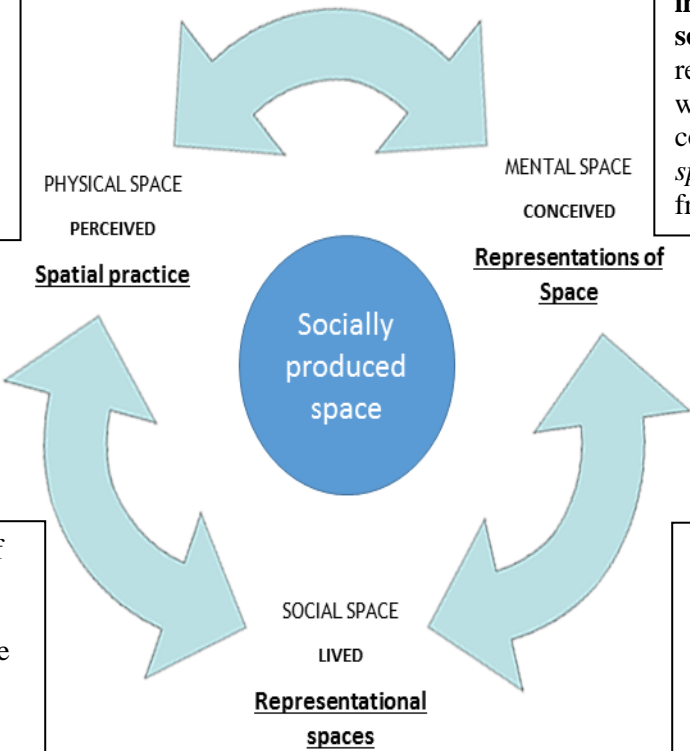 PHYSICAL SPACE
PERCEIVED
Spatial practice
MENTAL SPACE
CONCEIVED
Representations of
Space
Socially
produced
space
SOCIAL SPACE
LIVED
Representational
spaces